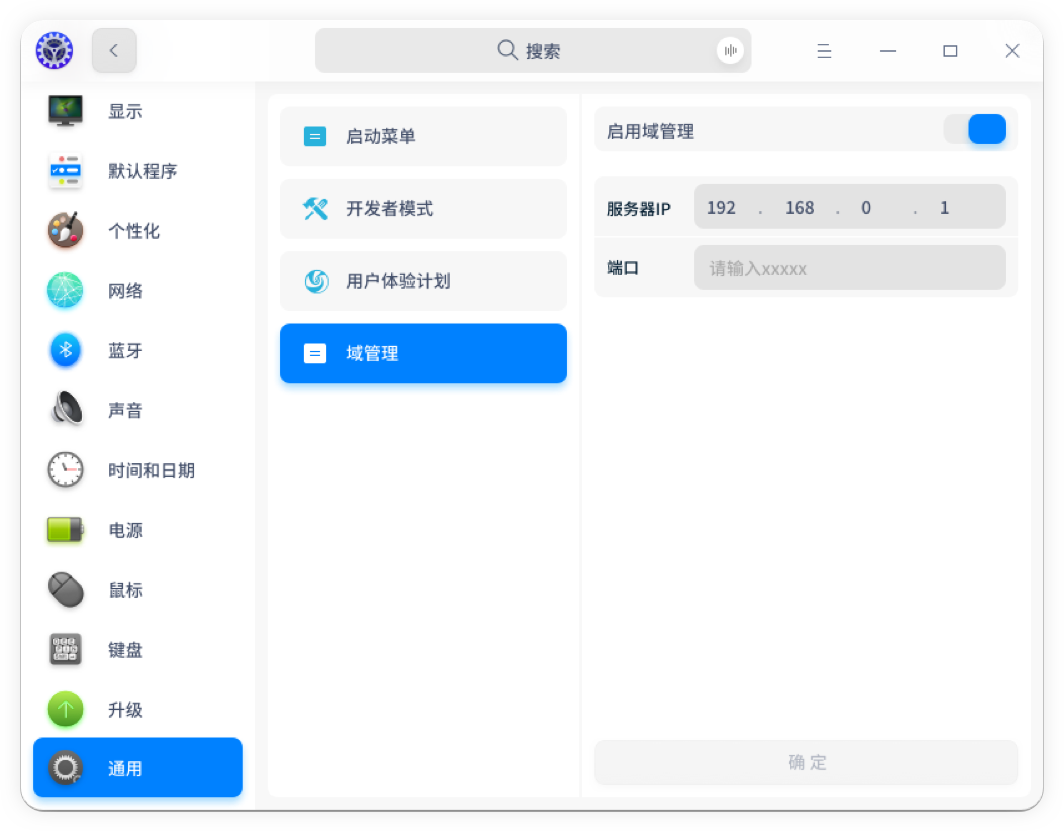 搜索
显示
默认程序
个性化
网络
蓝牙
声音
时间和日期
电源
鼠标
键盘
升级
通用
启动菜单
开发者模式
用户体验计划
域管理
启用域管理
服务器IP 192 . 168 . 0 . 1
端口 请输入xxxxx
确 定